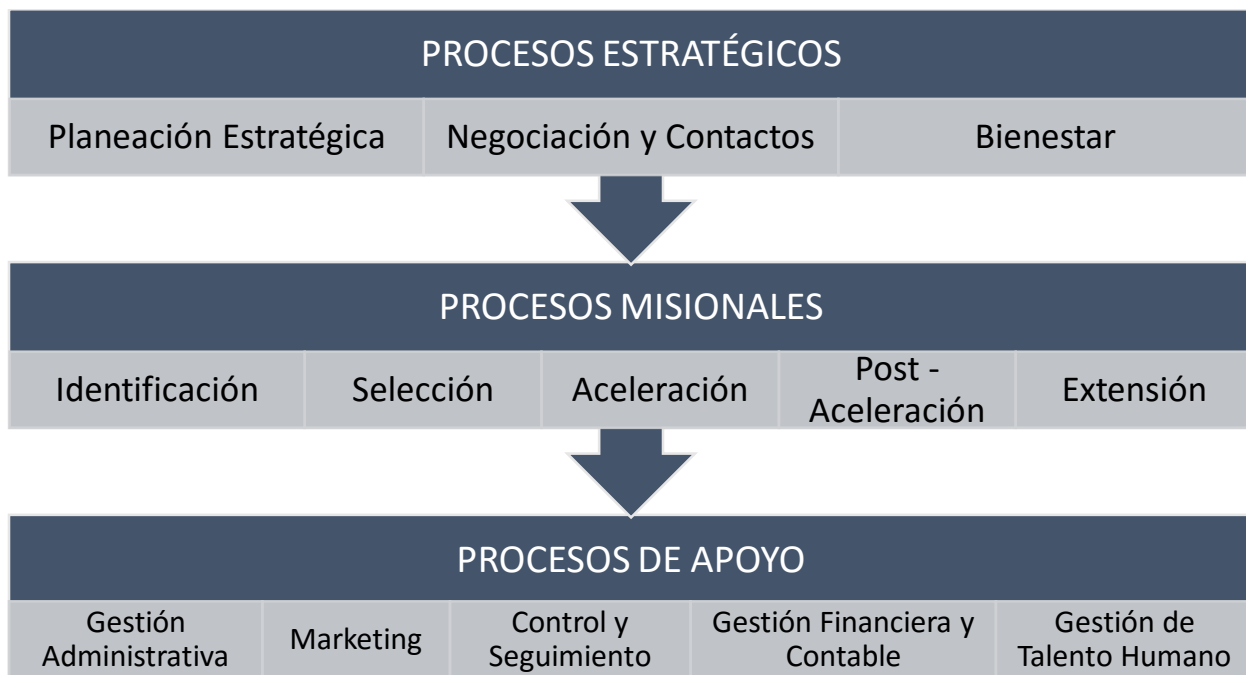 PROCESOS ESTRATÉGICOS
Planeación Estratégica
Negociación y Contactos
Bienestar
PROCESOS MISIONALES
Identificación
Selección
Aceleración
Post -
Aceleración
Extensión
PROCESOS DE APOYO
Gestión
Administrativa
Marketing
Control y
Seguimiento
Gestión Financiera y
Contable
Gestión de
Talento Humano